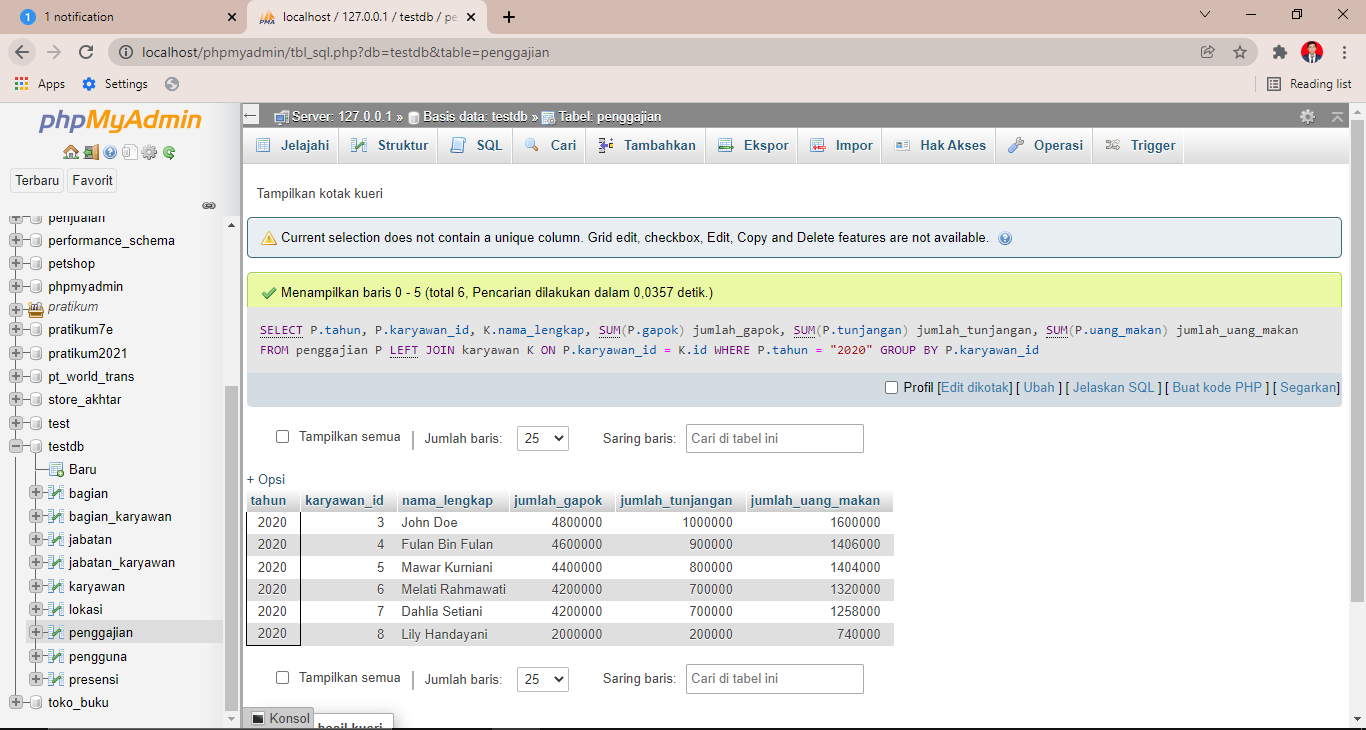 1 notification
localhost / 127.0.0.1 / testdb / pe
localhost/phpmyadmin/tbl_sql.php?db=testdb&table=penggajian
Apps Settings Reading list
phpMyAdmin
Terbaru Favorit
penjualan
performance_schema
petshop
phpmyadmin
pratikum
pratikum7e
pratikum2021
pt_world_trans
store_akhtar
test
testdb
Baru
bagian
bagian_karyawan
jabatan
jabatan_karyawan
karyawan
lokasi
penggajian
pengguna
presensi
toko_buku
Server: 127.0.0.1 » Basis data: testdb » Tabel: penggajian
Jelajahi Struktur SQL Cari Tambahkan Ekspor Impor Hak Akses Operasi Trigger
Tampilkan kotak kueri
Current selection does not contain a unique column. Grid edit, checkbox, Edit, Copy and Delete features are not available.
Menampilkan baris 0 - 5 (total 6, Pencarian dilakukan dalam 0,0357 detik.)
SELECT P.tahun, P.karyawan_id, K.nama_lengkap, SUM(P.gapok) jumlah_gapok, SUM(P.tunjangan) jumlah_tunjangan, SUM(P.uang_makan) jumlah_uang_makan
FROM penggajian P LEFT JOIN karyawan K ON P.karyawan_id = K.id WHERE P.tahun = "2020" GROUP BY P.karyawan_id
Profil [Edit dikotak] [ Ubah ] [ Jelaskan SQL ] [ Buat kode PHP ] [ Segarkan]
Tampilkan semua | Jumlah baris: 25 Saring baris: Cari di tabel ini
+ Opsi
tahun karyawan_id nama_lengkap jumlah_gapok jumlah_tunjangan jumlah_uang_makan
2020 3 John Doe 4800000 1000000 1600000
2020 4 Fulan Bin Fulan 4600000 900000 1406000
2020 5 Mawar Kurniani 4400000 800000 1404000
2020 6 Melati Rahmawati 4200000 700000 1320000
2020 7 Dahlia Setiani 4200000 700000 1258000
2020 8 Lily Handayani 2000000 200000 740000
Tampilkan semua | Jumlah baris: 25 Saring baris: Cari di tabel ini
Konsol hasil kueri